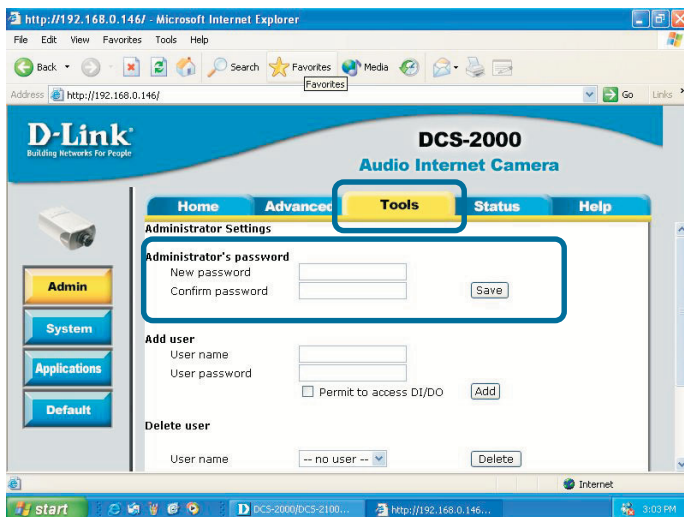 http://192.168.0.146/ - Microsoft Internet Explorer
File Edit View Favorites Tools Help
Back Search Favorites Media
Favorites
Address http://192.168.0.146/ Go Links
D-Link
Building Networks For People
DCS-2000
Audio Internet Camera
Home Advanced Tools Status Help
Administrator Settings
Administrator's password
New password
Confirm password Save
Admin
System
Applications
Default
Add user
User name
User password
Permit to access DI/DO Add
Delete user
User name -- no user -- Delete
Internet
start DCS-2000/DCS-2100... http://192.168.0.146... 3:03 PM